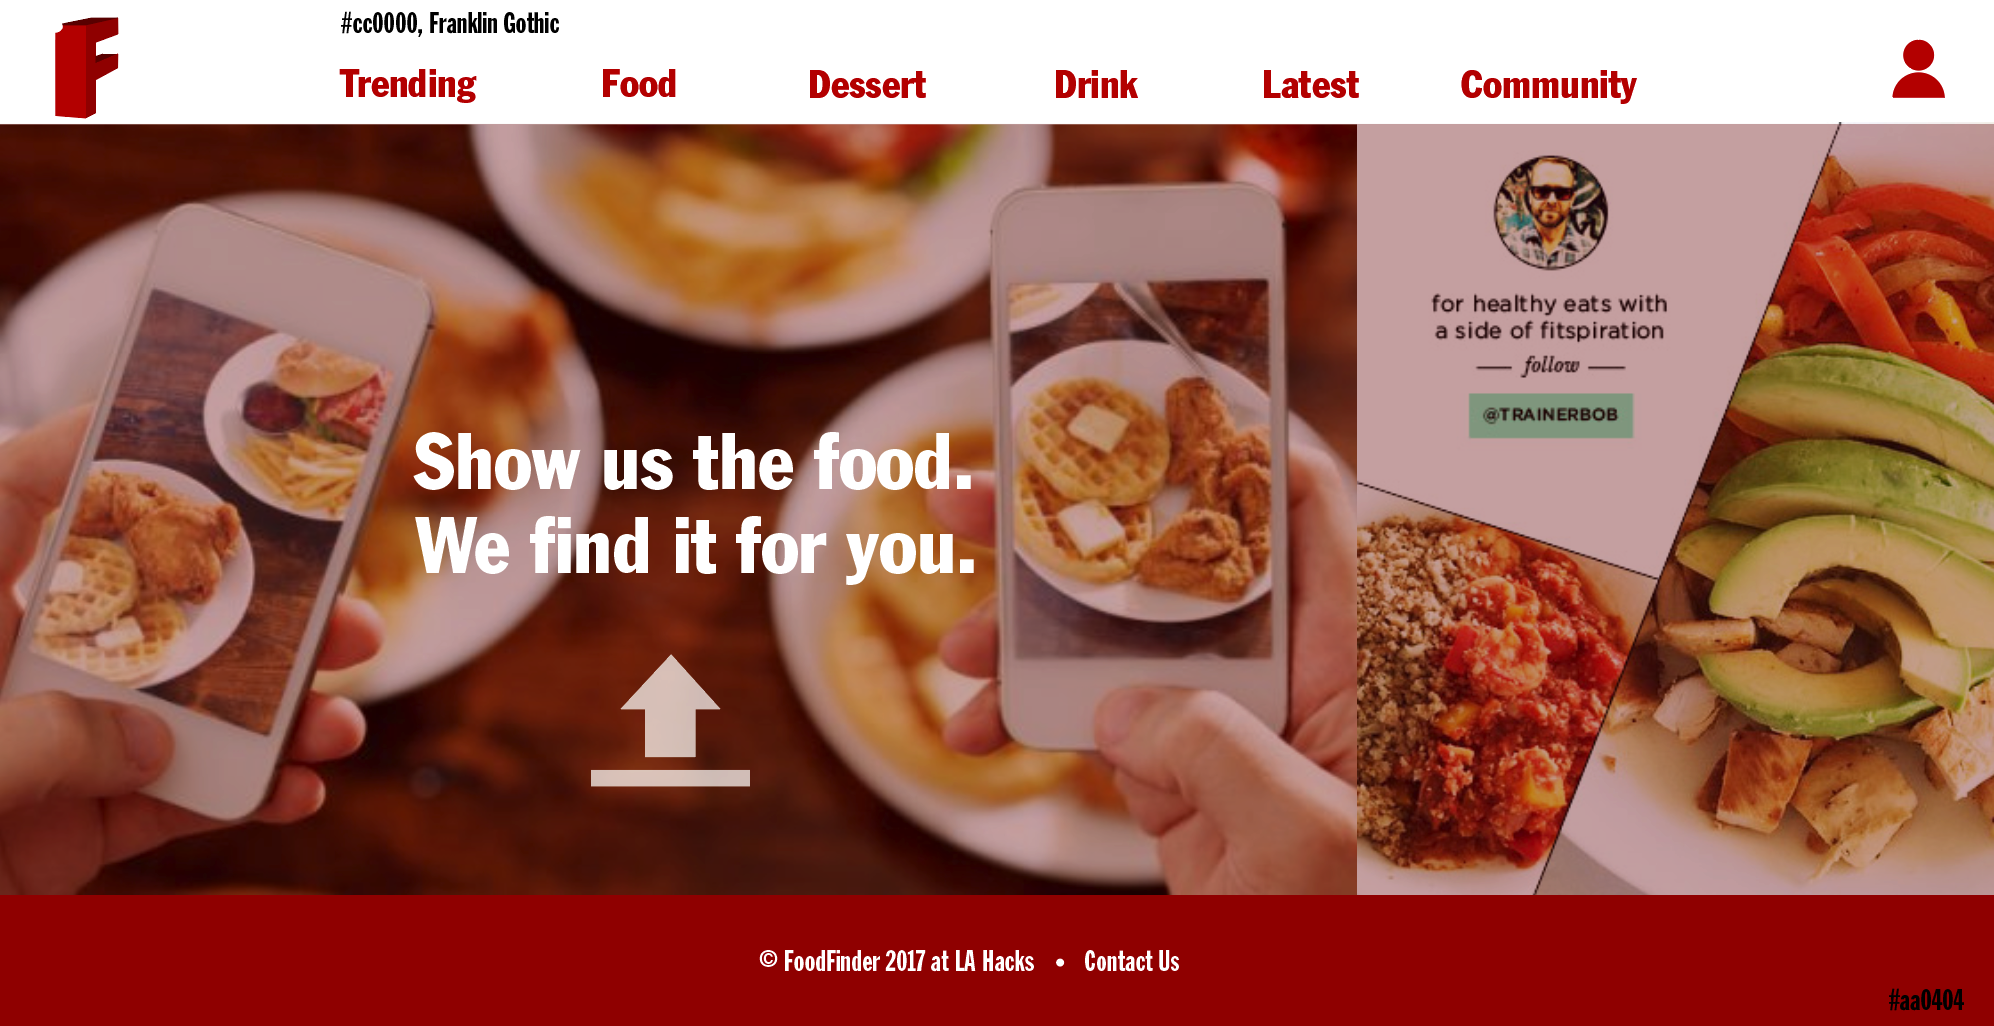 #cc0000, Franklin Gothic
F
Trending Food Dessert Drink Latest Community
for healthy eats with
a side of fitspiration
follow
@TRAINERBOB
Show us the food.
We find it for you.
© FoodFinder 2017 at LA Hacks • Contact Us
#aa0404